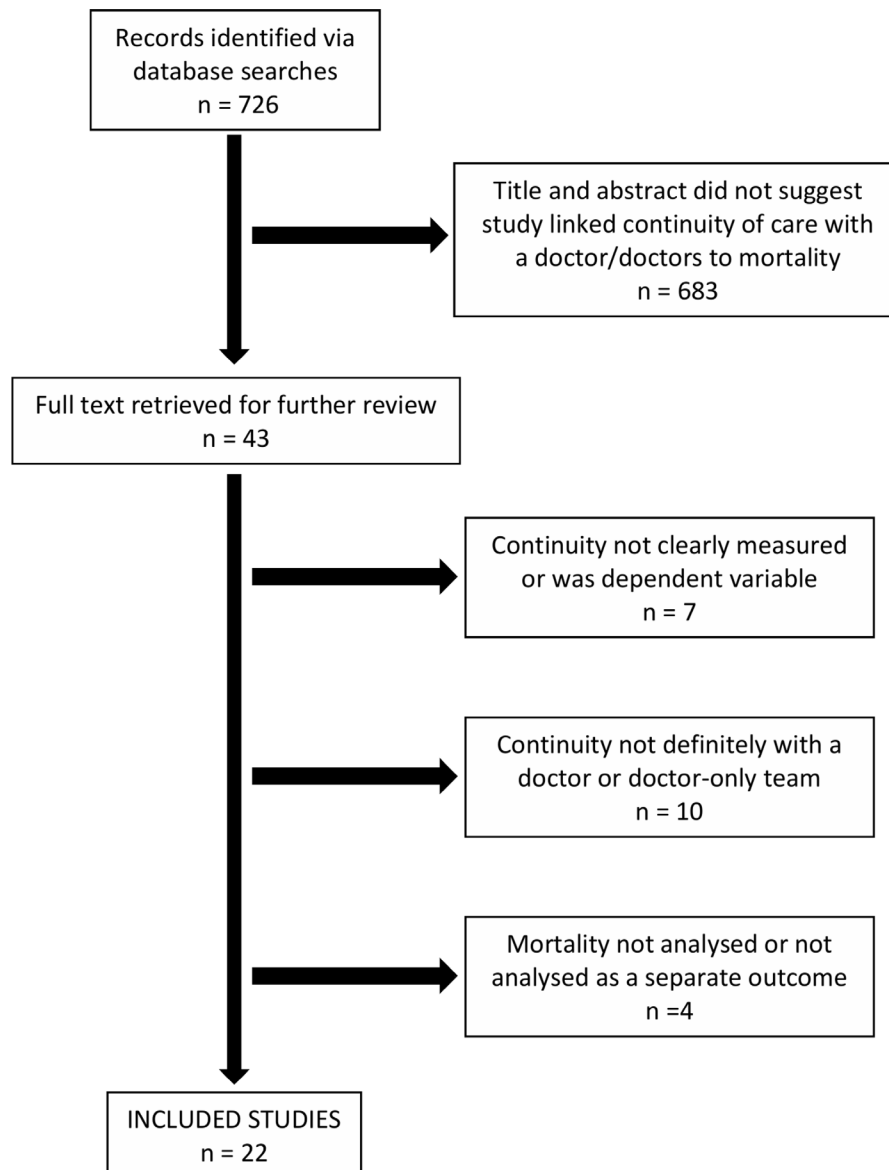 Records identified via
database searches
n = 726
Title and abstract did not suggest
study linked continuity of care with
a doctor/doctors to mortality
n = 683
Full text retrieved for further review
n = 43
Continuity not clearly measured
or was dependent variable
n = 7
Continuity not definitely with a
doctor or doctor-only team
n = 10
Mortality not analysed or not
analysed as a separate outcome
n =4
INCLUDED STUDIES
n = 22